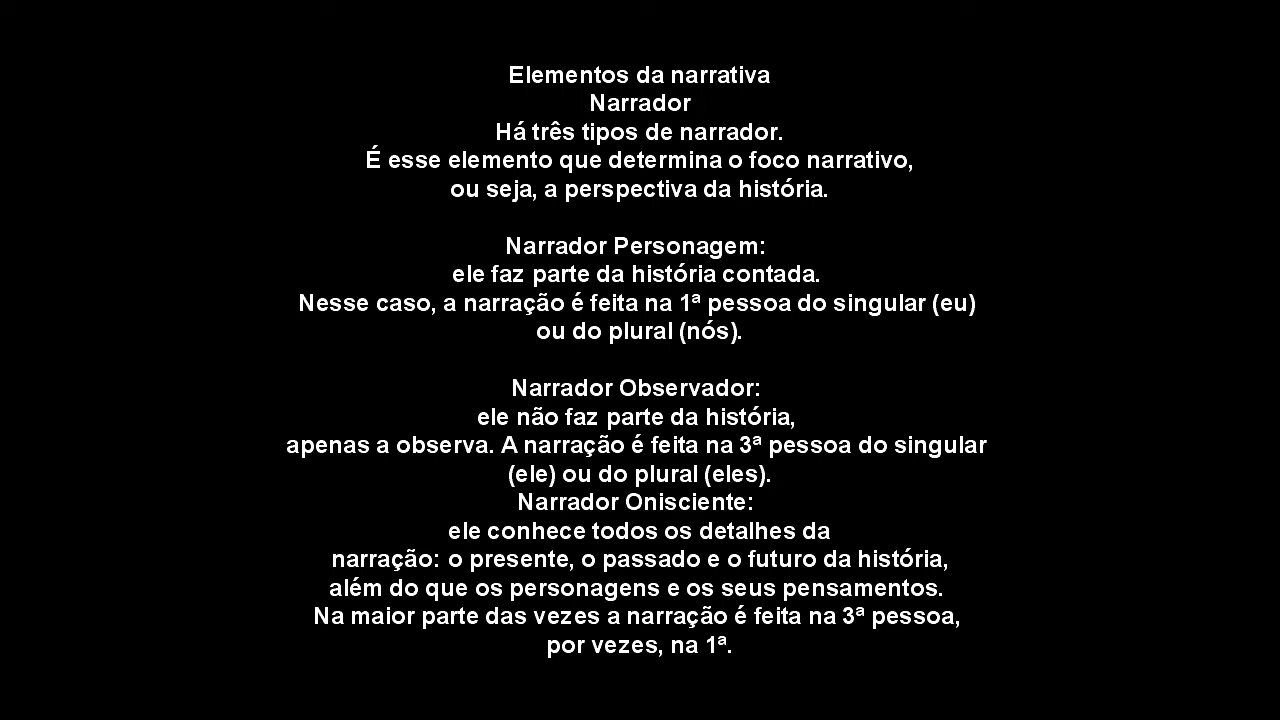 Elementos da narrativa
Narrador
Há três tipos de narrador.
É esse elemento que determina o foco narrativo,
ou seja, a perspectiva da história.
Narrador Personagem:
ele faz parte da história contada.
Nesse caso, a narração é feita na 1ª pessoa do singular (eu)
ou do plural (nós).
Narrador Observador:
ele não faz parte da história,
apenas a observa. A narração é feita na 3ª pessoa do singular
(ele) ou do plural (eles).
Narrador Onisciente:
ele conhece todos os detalhes da
narração: o presente, o passado e o futuro da história,
além do que os personagens e os seus pensamentos.
Na maior parte das vezes a narração é feita na 3ª pessoa,
por vezes, na 1ª.